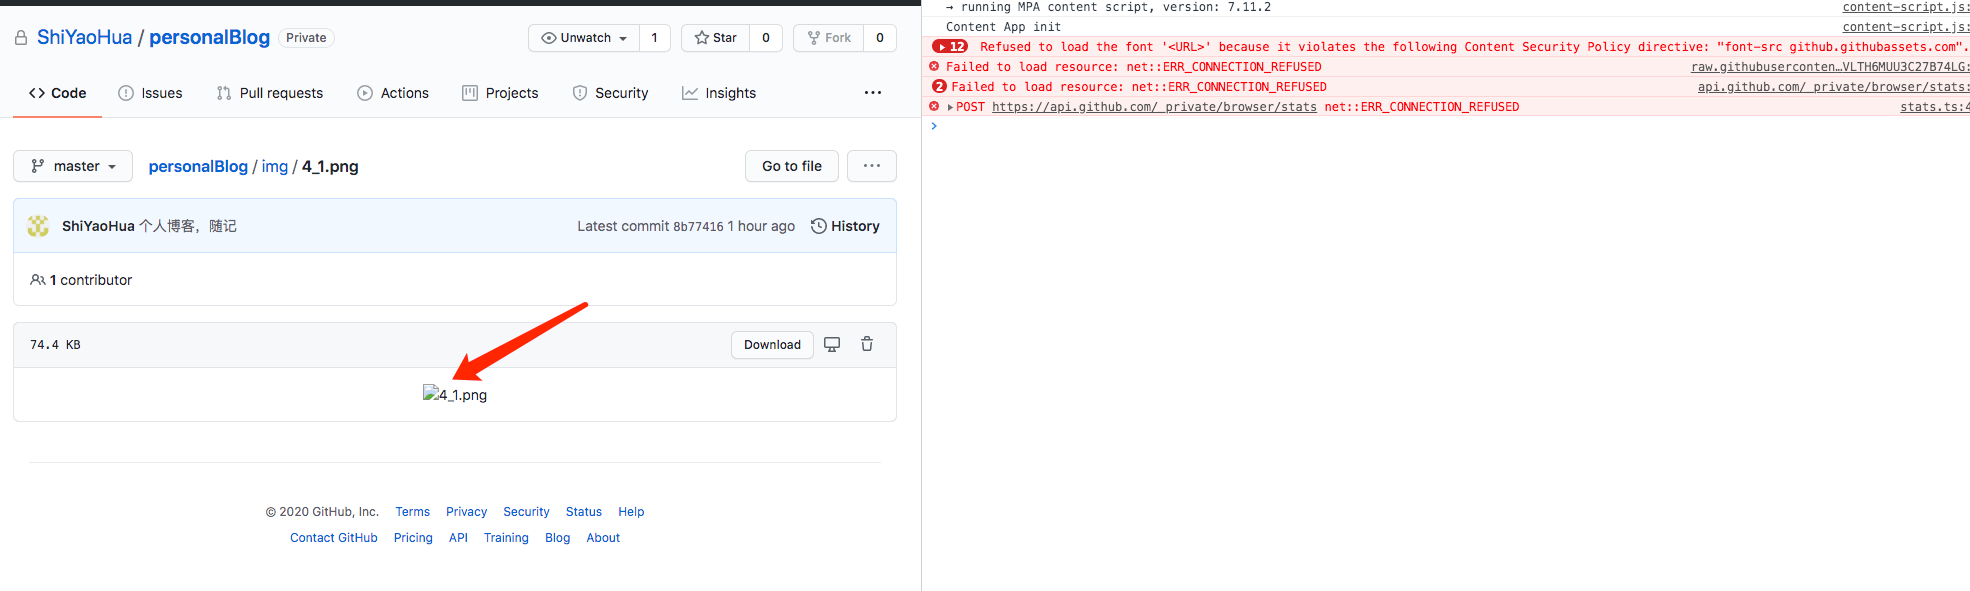 ShiYaoHua / personalBlog Private
Unwatch 1 Star 0 Fork 0
Code Issues Pull requests Actions Projects Security Insights ...
master personalBlog / img / 4_1.png Go to file ...
ShiYaoHua 个人博客，随记 Latest commit 8b77416 1 hour ago History
1 contributor
74.4 KB Download
4_1.png
© 2020 GitHub, Inc. Terms Privacy Security Status Help
Contact GitHub Pricing API Training Blog About
→ running MPA content script, version: 7.11.2 content-script.js:
Content App init content-script.js:
12 Refused to load the font '<URL>' because it violates the following Content Security Policy directive: "font-src github.githubassets.com".
Failed to load resource: net::ERR_CONNECTION_REFUSED raw.githubuserconten…VLTH6MUU3C27B74LG:
2 Failed to load resource: net::ERR_CONNECTION_REFUSED api.github.com/_private/browser/stats:
POST https://api.github.com/_private/browser/stats net::ERR_CONNECTION_REFUSED stats.ts:4